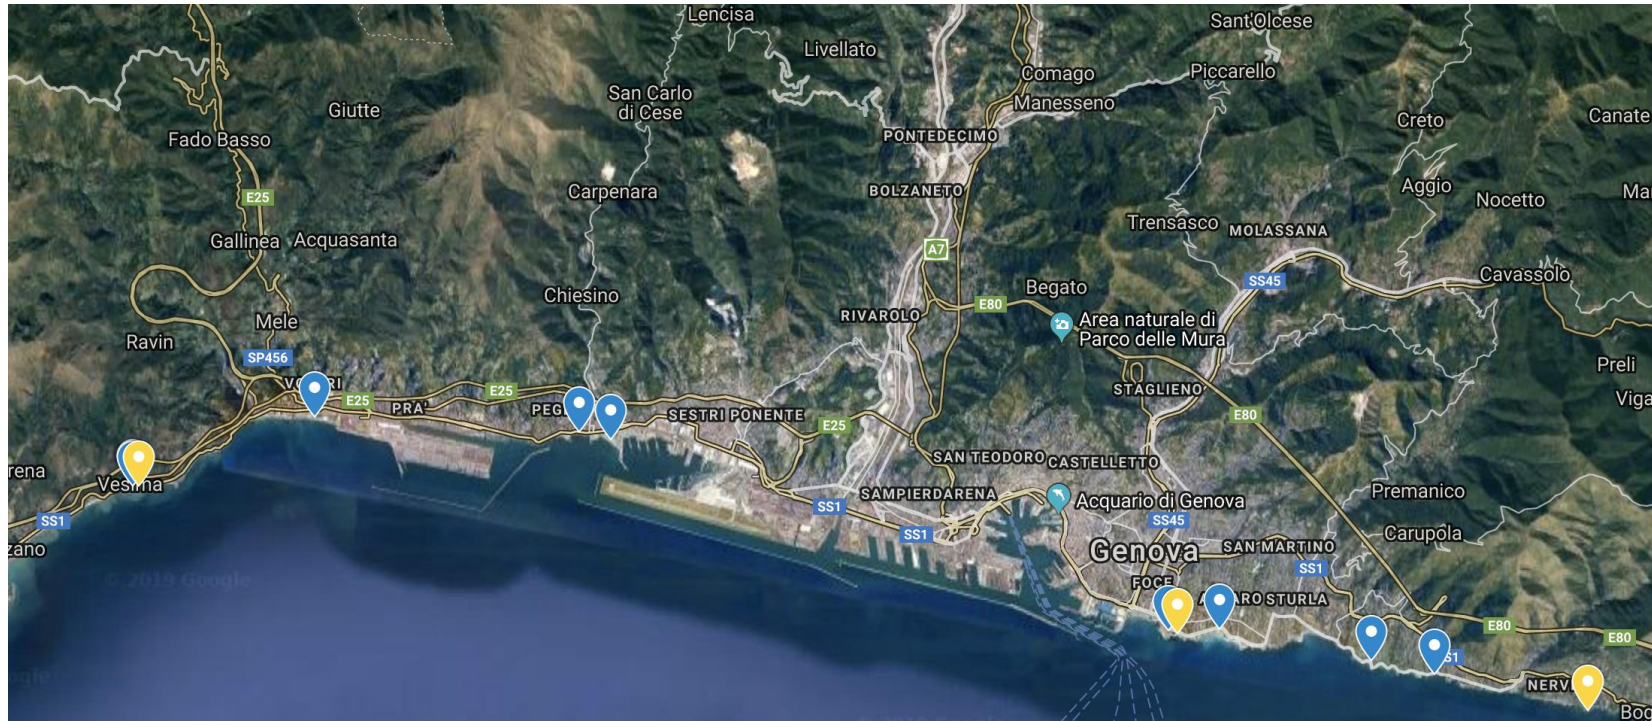 Lencisa
Sant'Olcese
Livellato
Comago
Piccarello
San Carlo
di Cese
Giutte
Manesseno
Creto
Canate
Fado Basso
PONTEDECIMO
Carpenara
BOLZANETO
Aggio
Nocetto
E25
Trensasco
MOLASSANA
Gallinea
Acquasanta
A7
Cavassolo
SS45
Chiesino
Begato
E80
RIVAROLO
Area naturale di
Parco delle Mura
Mele
Ravin
SP456
Preli
E25
STAGLIENO
E25
PRA'
SESTRI PONENTE
E80
E25
SAN TEODORO
CASTELLETTO
Vesima
SAMPIERDARENA
Acquario di Genova
Premanico
SS1
SS1
SS1
SS45
Carupola
Genova
SAN MARTINO
SS1
© 2019 Google
FOCE
STURLA
E80
E80